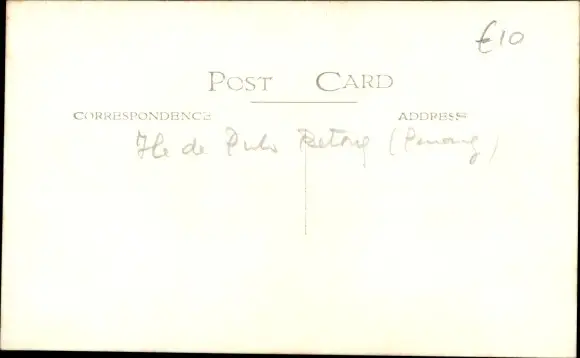 £10
POST CARD
CORRESPONDENCE ADDRESS
Ile de Pulo Betong (Penang)